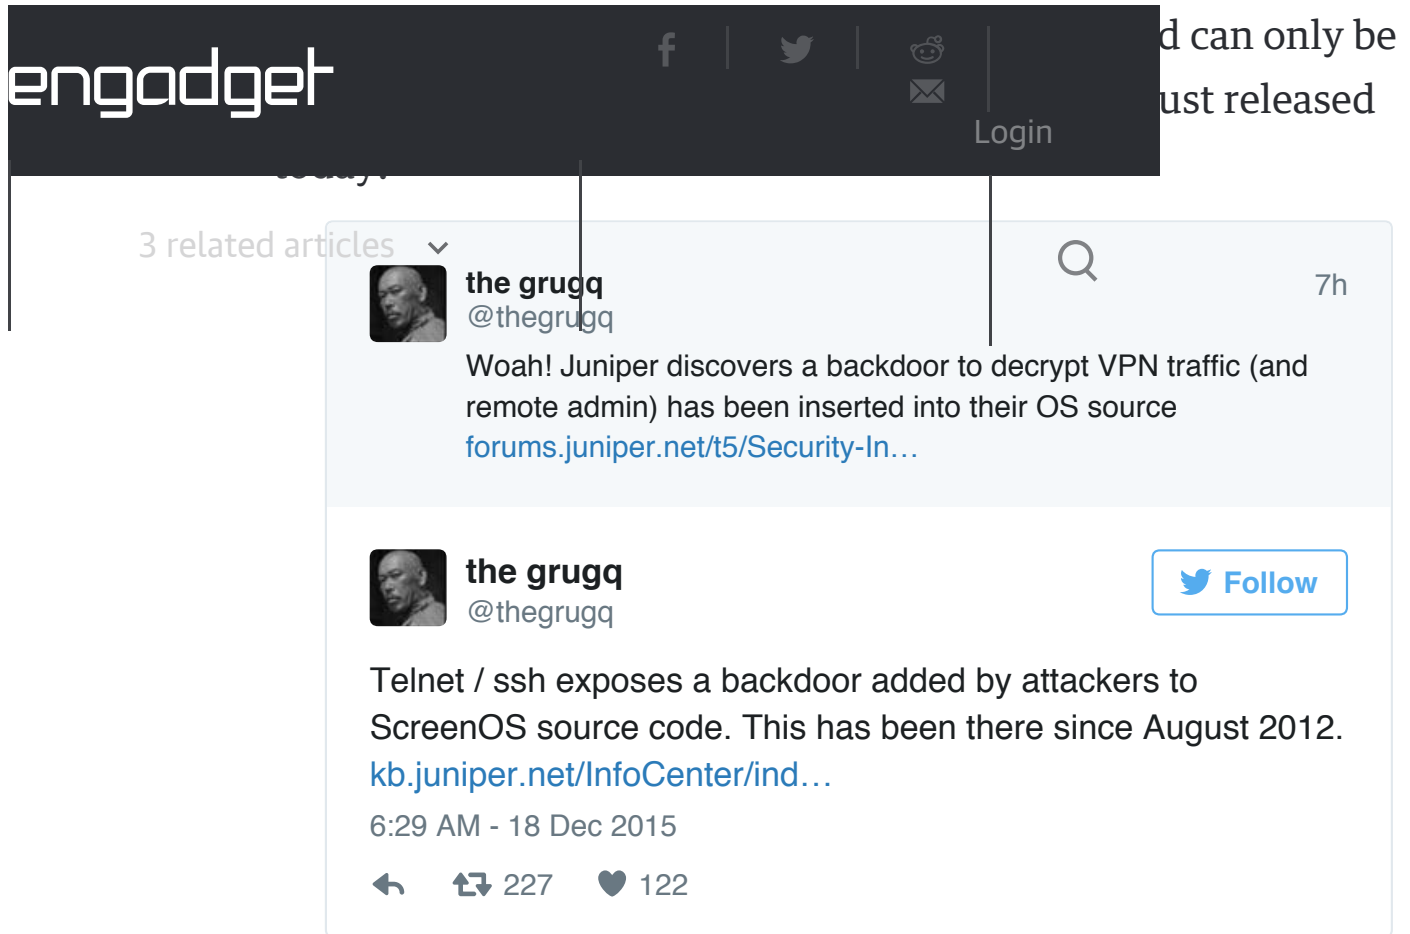 engadget
Login
d can only be
ust released
today.
3 related articles
the grugq
@thegrugq
7h
Woah! Juniper discovers a backdoor to decrypt VPN traffic (and
remote admin) has been inserted into their OS source
forums.juniper.net/t5/Security-In…
the grugq
@thegrugq
Follow
Telnet / ssh exposes a backdoor added by attackers to
ScreenOS source code. This has been there since August 2012.
kb.juniper.net/InfoCenter/ind…
6:29 AM - 18 Dec 2015
227 122